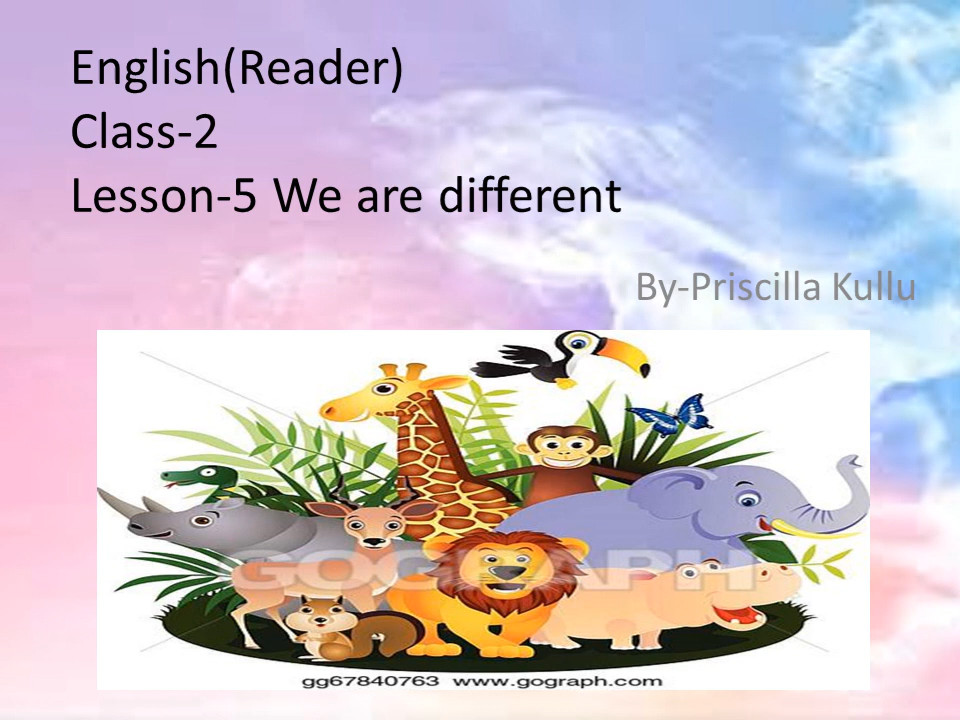 English(Reader)
Class-2
Lesson-5 We are different
By-Priscilla Kullu
GOGRAPH
gg67840763 www.gograph.com